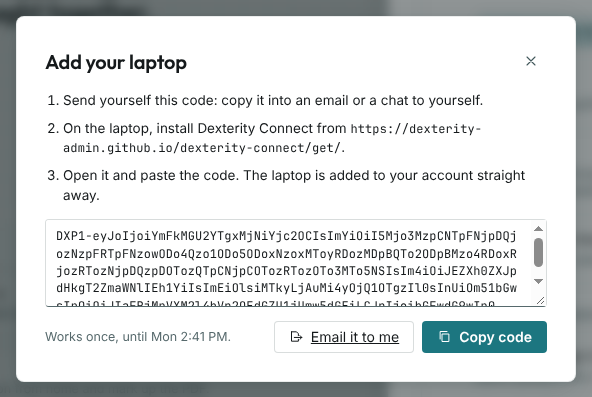 Add your laptop
1. Send yourself this code: copy it into an email or a chat to yourself.
2. On the laptop, install Dexterity Connect from https://dexterity-
admin.github.io/dexterity-connect/get/.
3. Open it and paste the code. The laptop is added to your account straight
away.
DXP1-eyJoIjoiYmFkMGU2YTgxMjNiYjc2OCIsImYiOiI5Mjo3MzpCNTpFNjpDQj
ozNzpFRTpFNzowODo4Qzo1ODo5ODoxNzoxMToyRDozMDpBQTo2ODpBMzo4RDoxR
jozRTozNjpDQzpDOTozQTpCNjpCOTozRTozOTo3MTo5NSIsIm4iOiJEZXh0ZXJp
dHkgT2ZmaWNlIEh1YiIsImEiOlsiMTkyLjAuMi4yOjQ1OTgzIl0sInUiOm51bGws
Works once, until Mon 2:41 PM.
Email it to me
Copy code